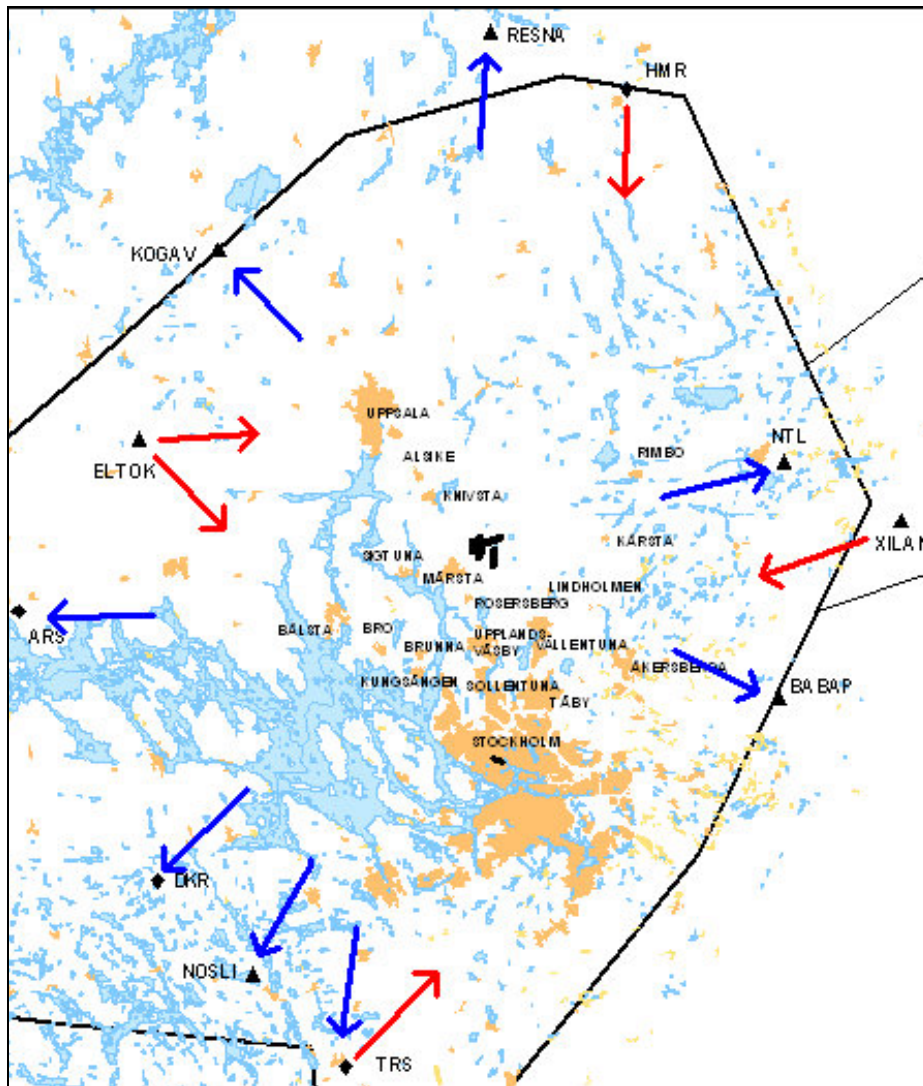 RESNA
HMR
KOGAV
UPPSALA
NTL
ELTOK
ALSIKE
RIMBO
KNIVSTA
XILAN
KÅRSTA
SIGTUNA
MÄRSTA
LINDHOLMEN
ROSERSBERG
ARS
BÅLSTA
BRO
UPPLANDS-
VÄSBY
VALLENTUNA
BRUNNA
ÅKERSBERGA
KUNGSÄNGEN
SOLLENTUNA
BABAP
TÄBY
STOCKHOLM
DKR
NOSLI
TRS